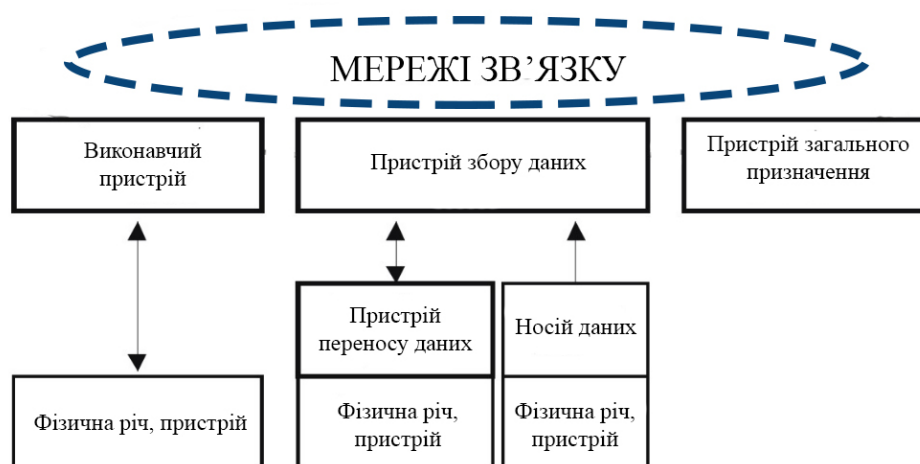 МЕРЕЖІ ЗВ’ЯЗКУ
Виконавчий
пристрій
Пристрій збору даних
Пристрій загального
призначення
Пристрій
переносу даних
Носій даних
Фізична річ, пристрій
Фізична річ,
пристрій
Фізична річ,
пристрій